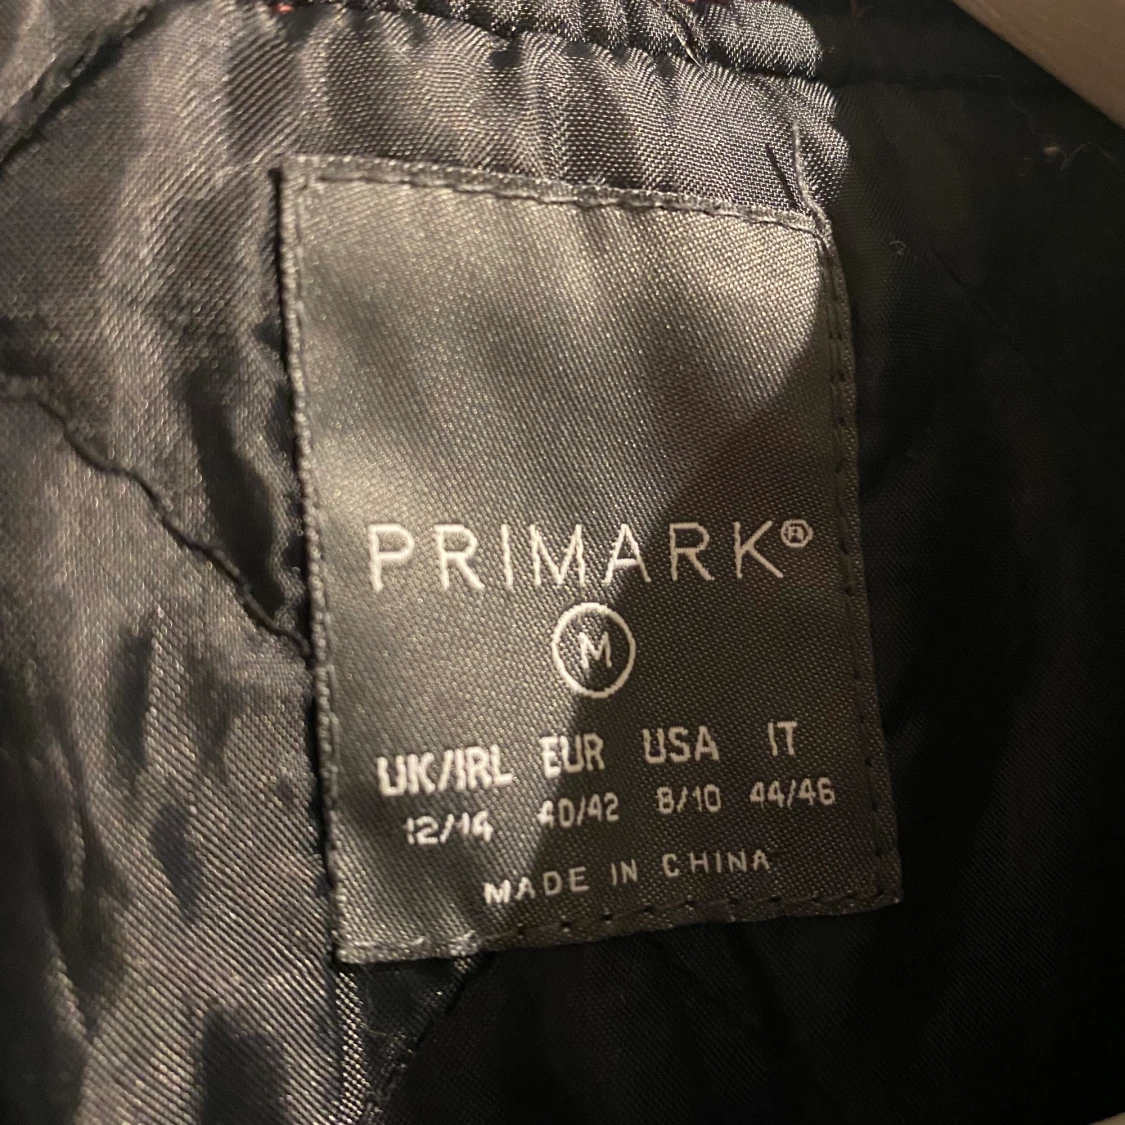 PRIMARK®
M
UK/IRL EUR USA IT
12/14 40/42 8/10 44/46
MADE IN CHINA